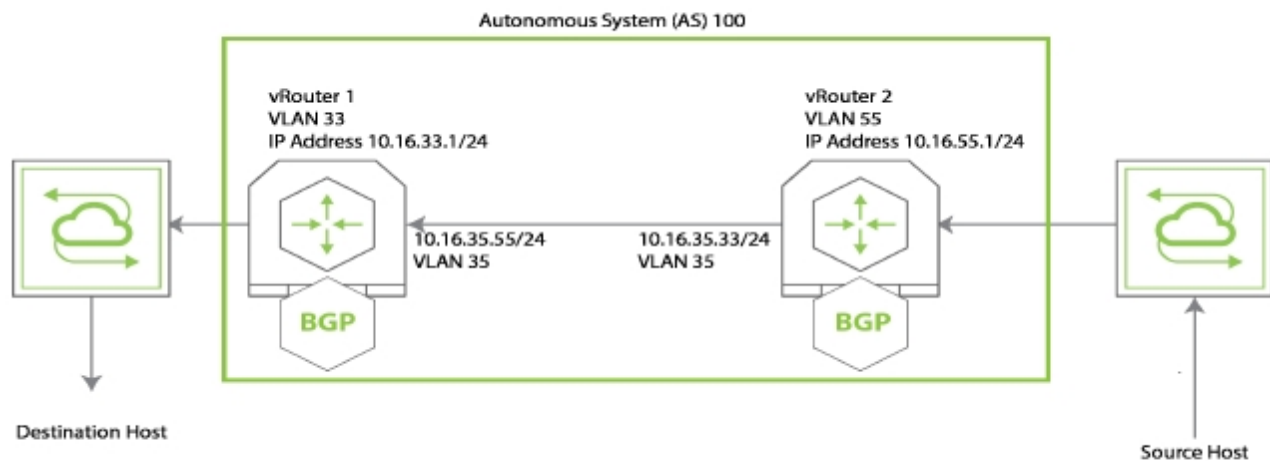 Autonomous System (AS) 100
vRouter 1
VLAN 33
IP Address 10.16.33.1/24
vRouter 2
VLAN 55
IP Address 10.16.55.1/24
10.16.35.55/24
VLAN 35
10.16.35.33/24
VLAN 35
BGP
BGP
Destination Host
Source Host